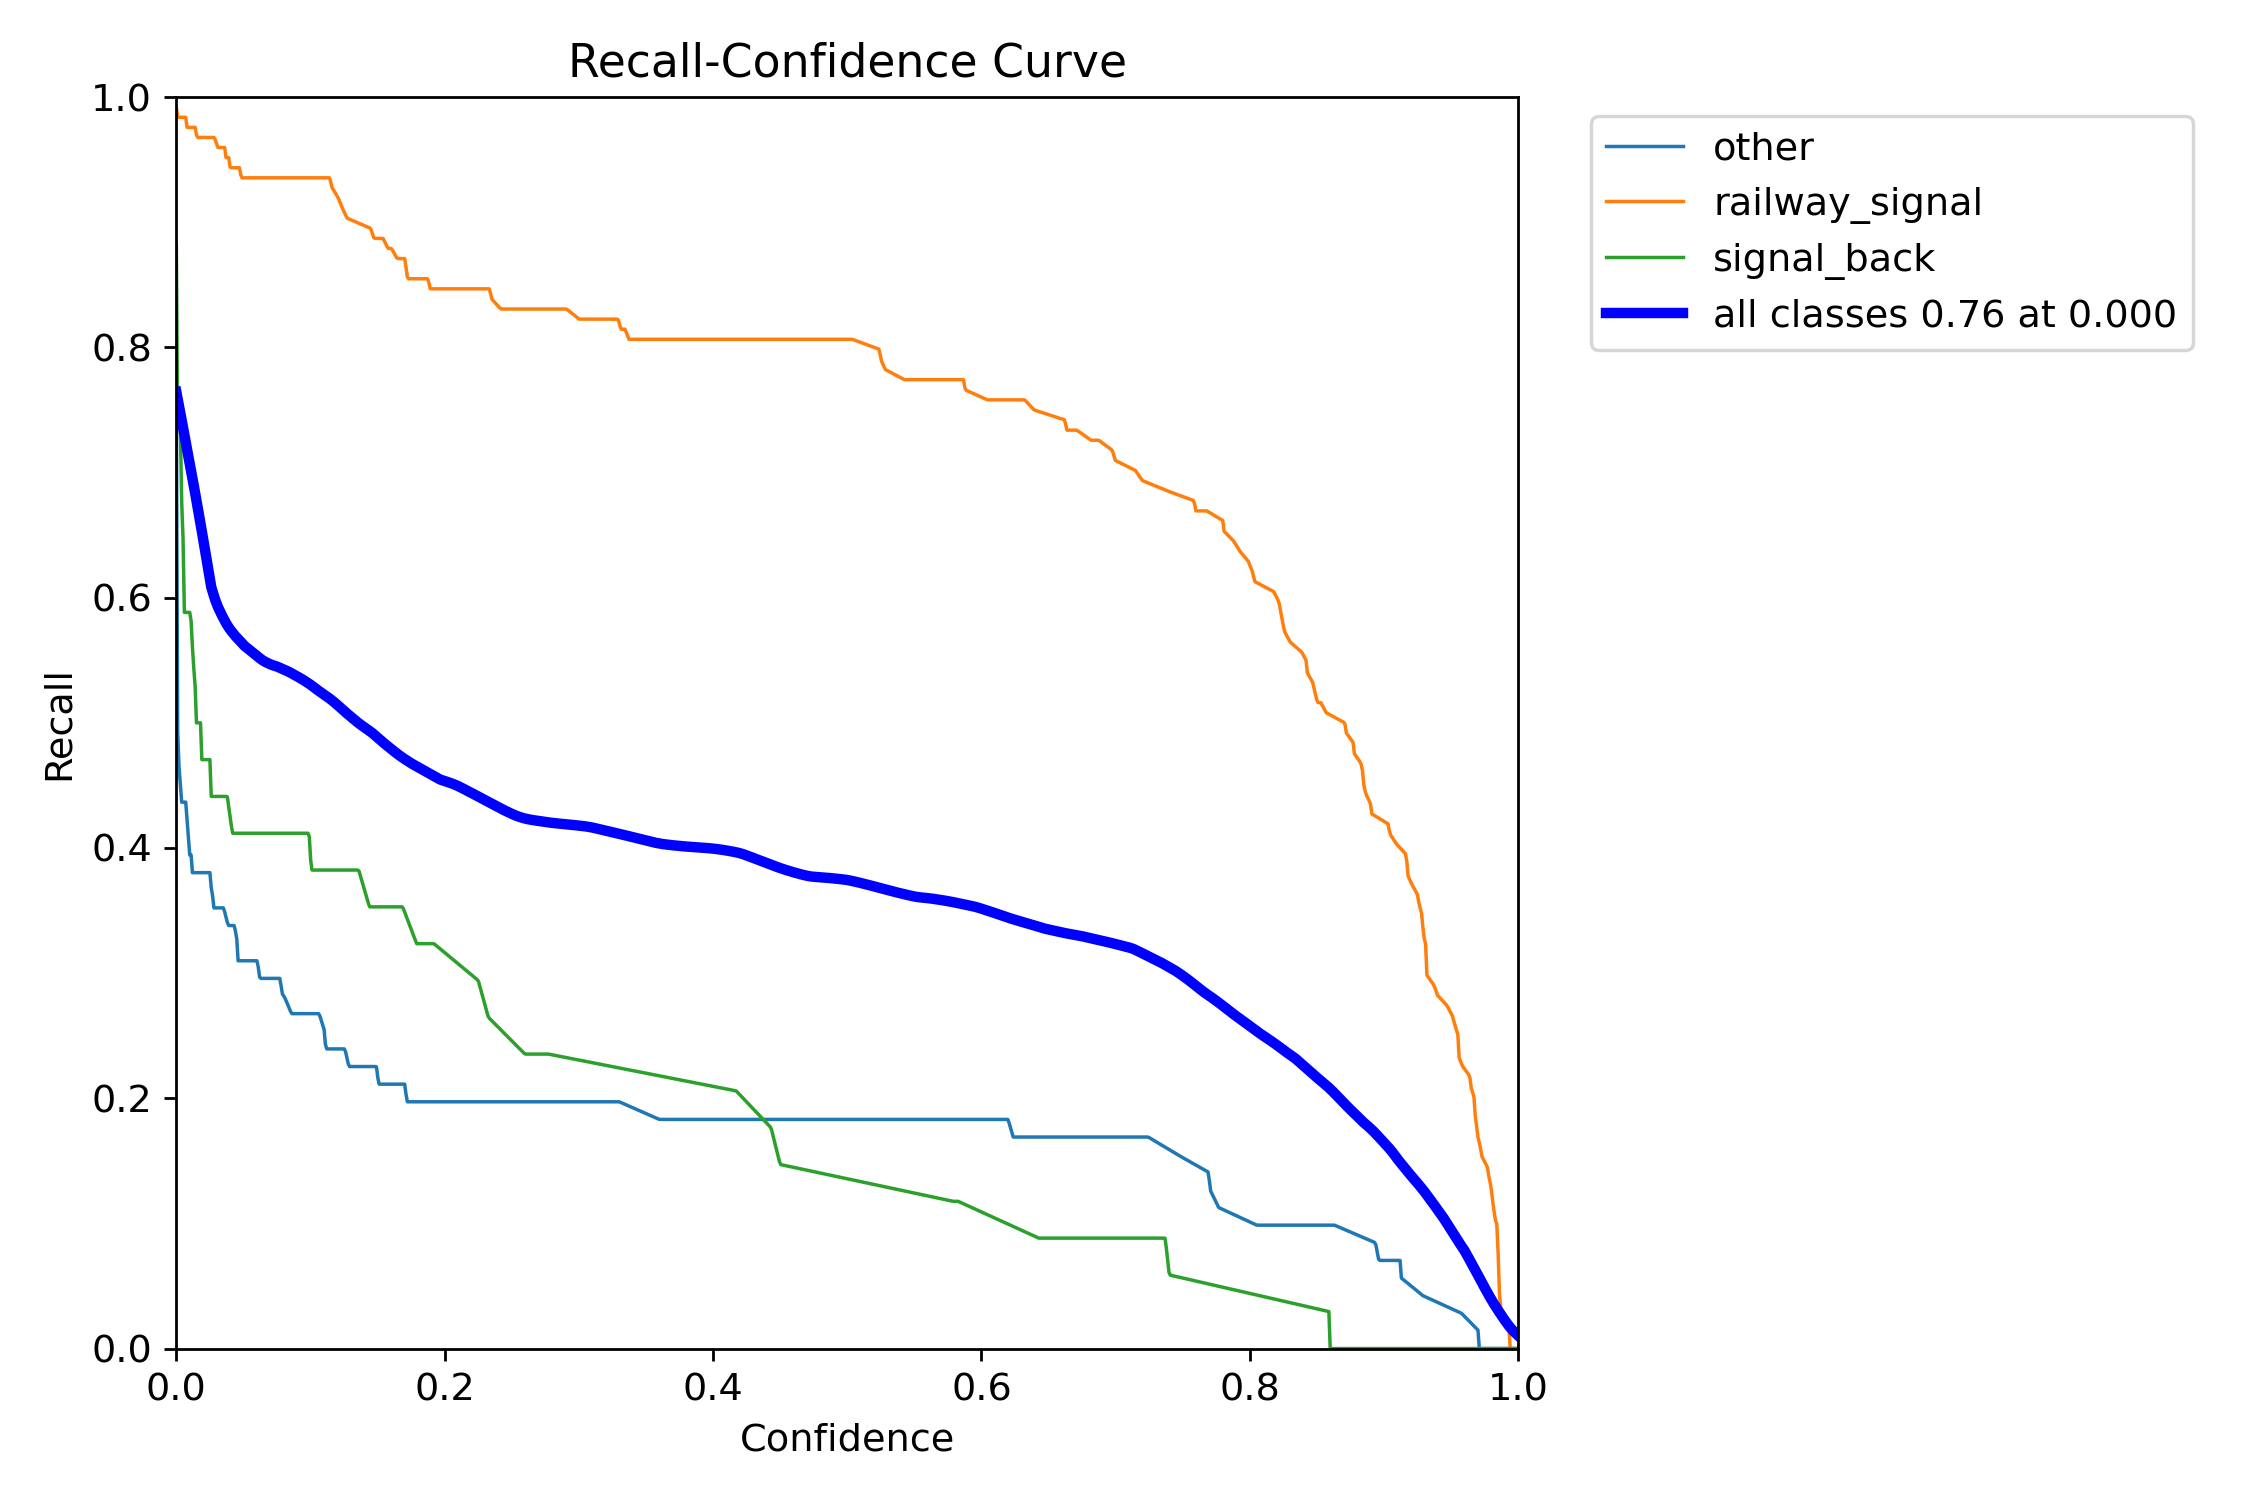 Recall-Confidence Curve
1.0
0.8
0.6
0.4
0.2
0.0
Recall
0.0 0.2 0.4 0.6 0.8 1.0
Confidence
other
railway_signal
signal_back
all classes 0.76 at 0.000